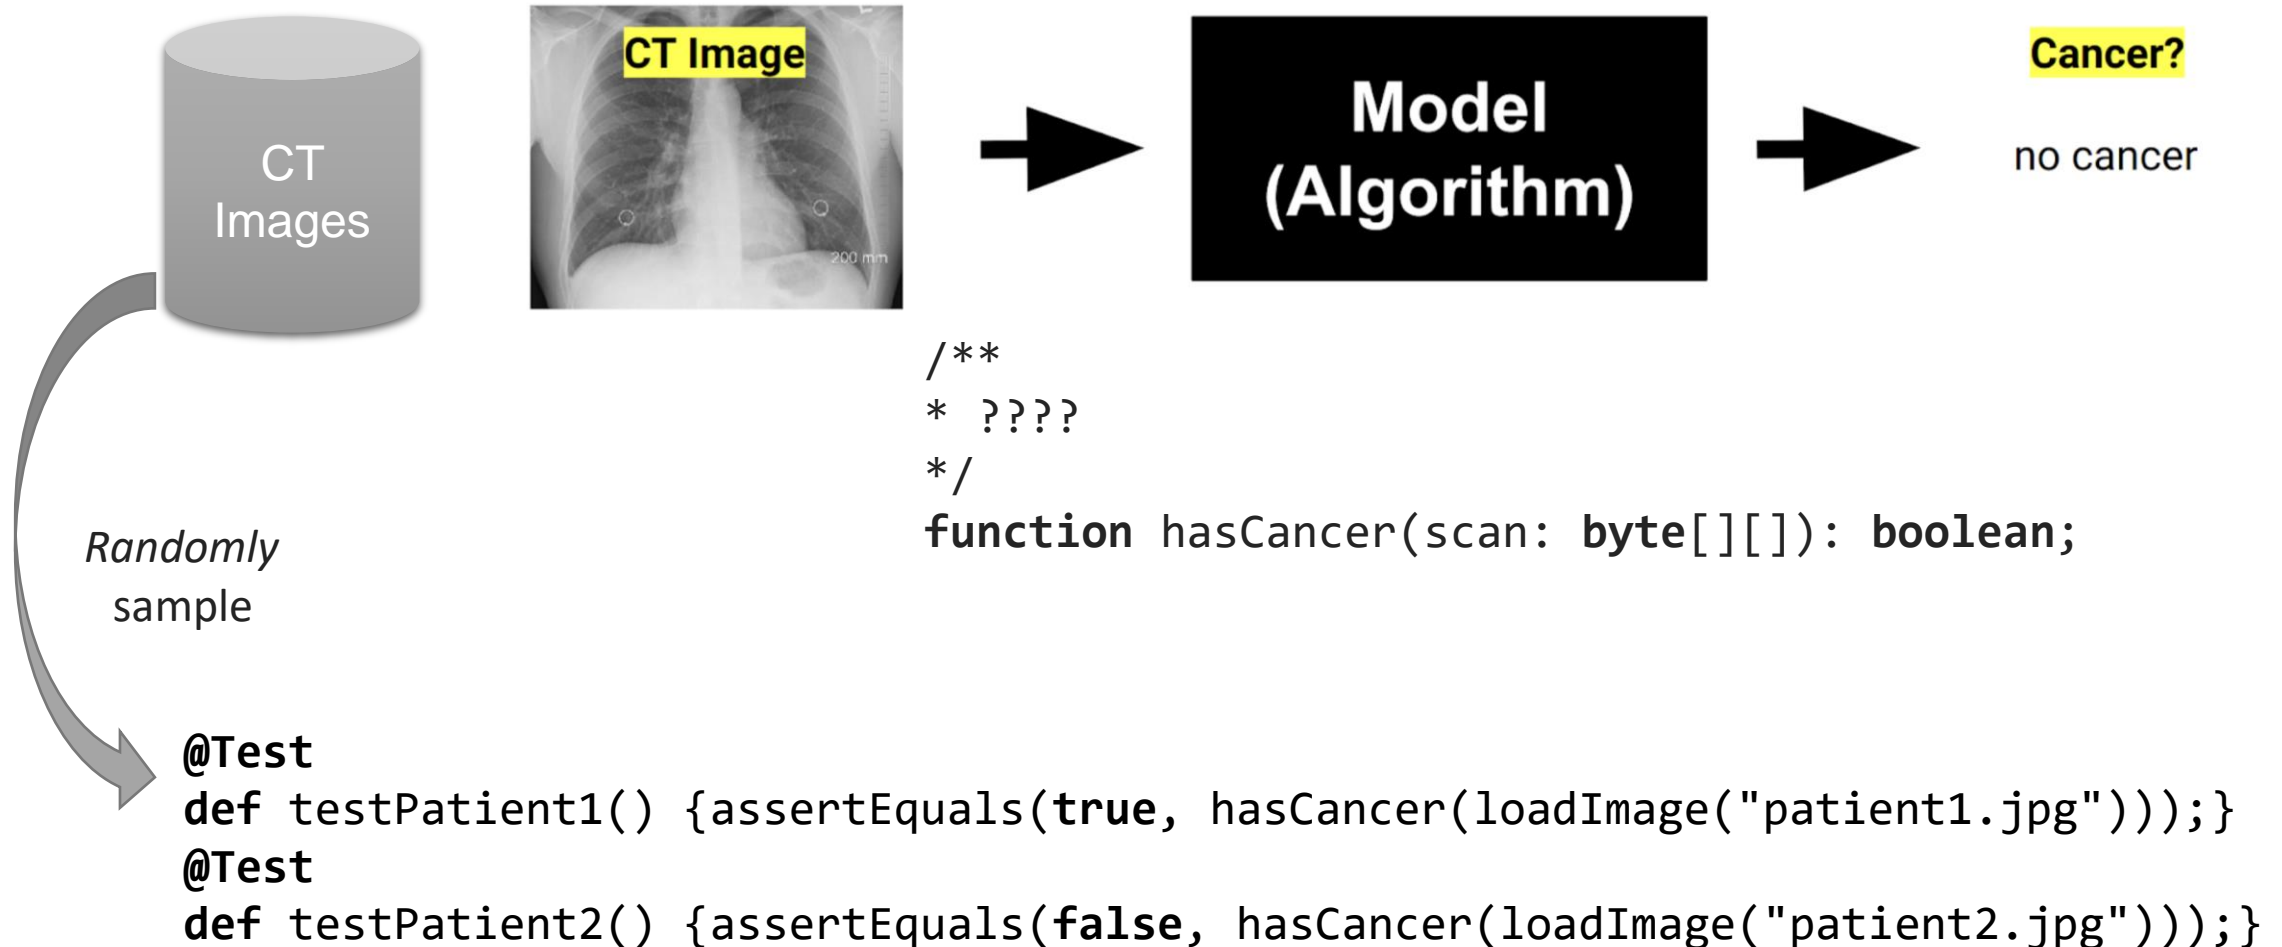 CT
Images
CT Image
200 mm
Model
(Algorithm)
Cancer?
no cancer
/**
* ????
*/
function hasCancer(scan: byte[][]): boolean;
Randomly
sample
@Test
def testPatient1() {assertEquals(true, hasCancer(loadImage("patient1.jpg")));}
@Test
def testPatient2() {assertEquals(false, hasCancer(loadImage("patient2.jpg")));}